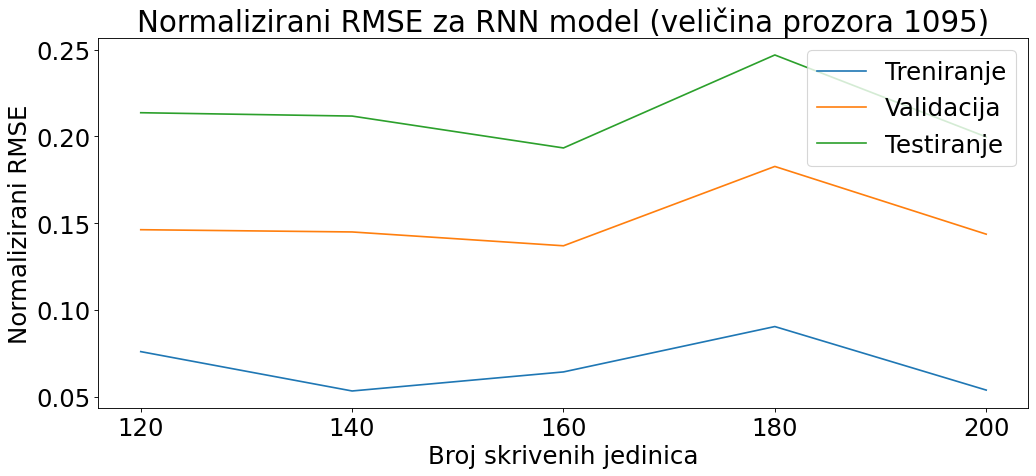 Normalizirani RMSE za RNN model (veličina prozora 1095)
Normalizirani RMSE
0.25
0.20
0.15
0.10
0.05
Treniranje
Validacija
Testiranje
120 140 160 180 200
Broj skrivenih jedinica